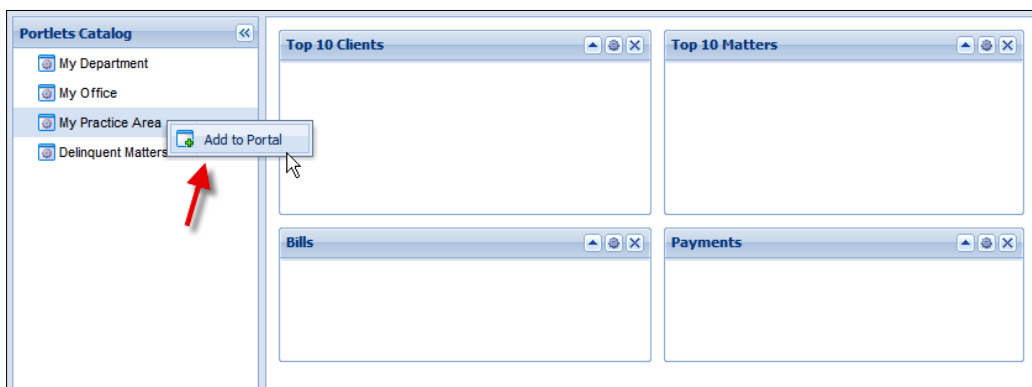 Portlets Catalog
My Department
My Office
My Practice Area
Add to Portal
Delinquent Matters
Top 10 Clients
Top 10 Matters
Bills
Payments